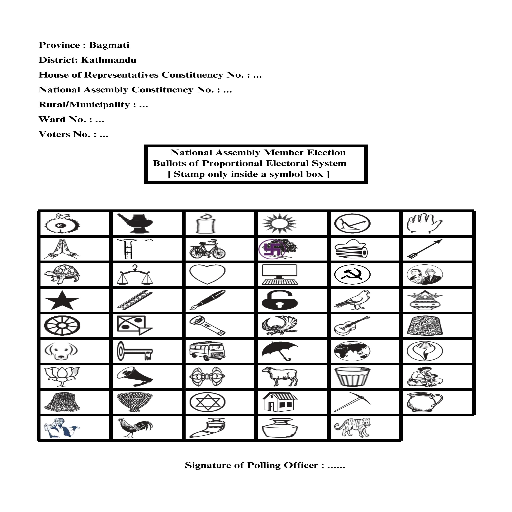 Province : Bagmati
District: Kathmandu
House of Representatives Constituency No. : ...
National Assembly Constituency No. : ...
Rural/Municipality : ...
Ward No. : ...
Voters No. : ...
National Assembly Member Election
Ballots of Proportional Electoral System
[ Stamp only inside a symbol box ]
Signature of Polling Officer : ......